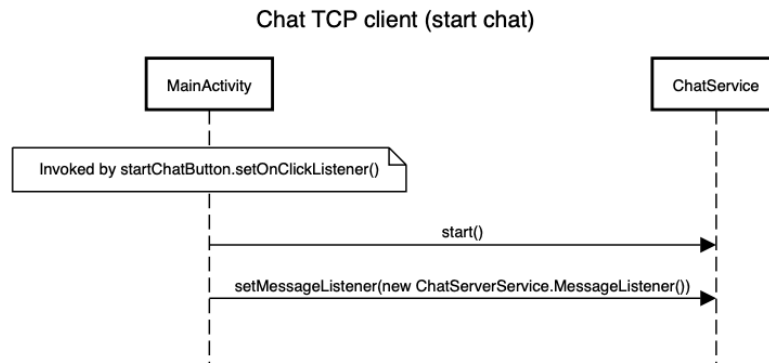 Chat TCP client (start chat)
MainActivity
ChatService
Invoked by startChatButton.setOnClickListener()
start()
setMessageListener(new ChatServerService.MessageListener())